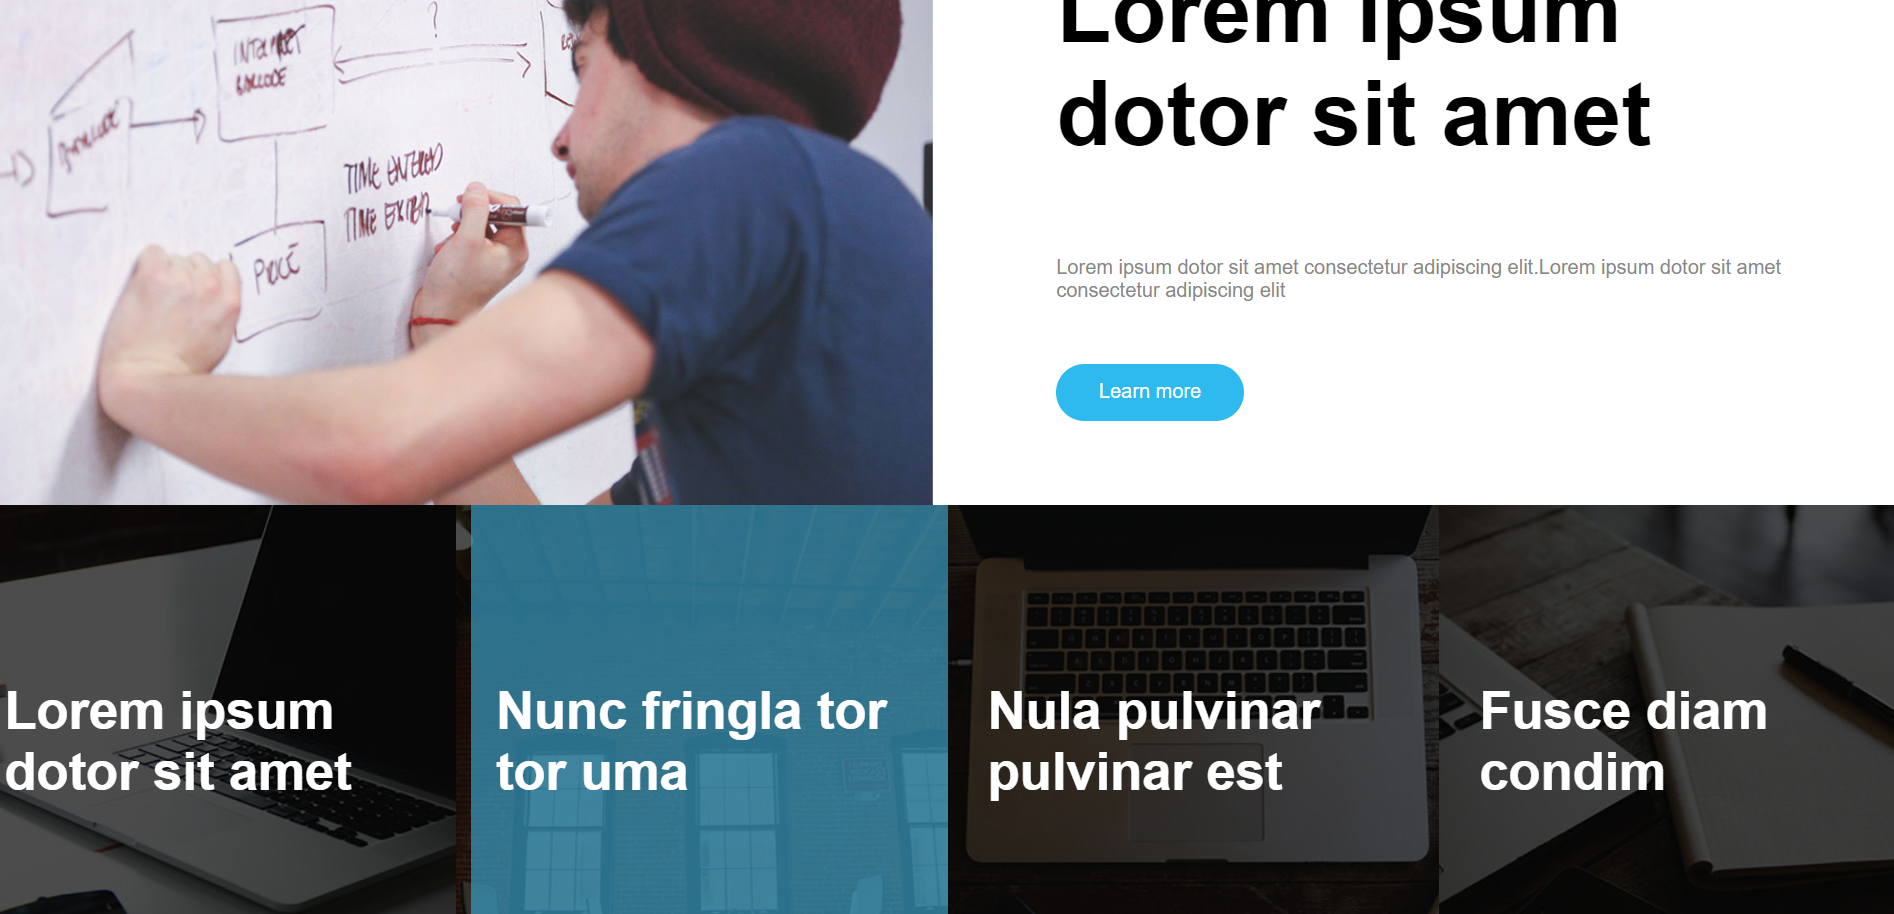 INTERNET
BARCODE
?
BARCODE
TIME ENTERED
TIME
PRICE
Lorem ipsum
dotor sit amet
Lorem ipsum dotor sit amet consectetur adipiscing elit.Lorem ipsum dotor sit amet
consectetur adipiscing elit
Learn more
Lorem ipsum
dotor sit amet
Nunc fringla tor
tor uma
Nula pulvinar
pulvinar est
Fusce diam
condim